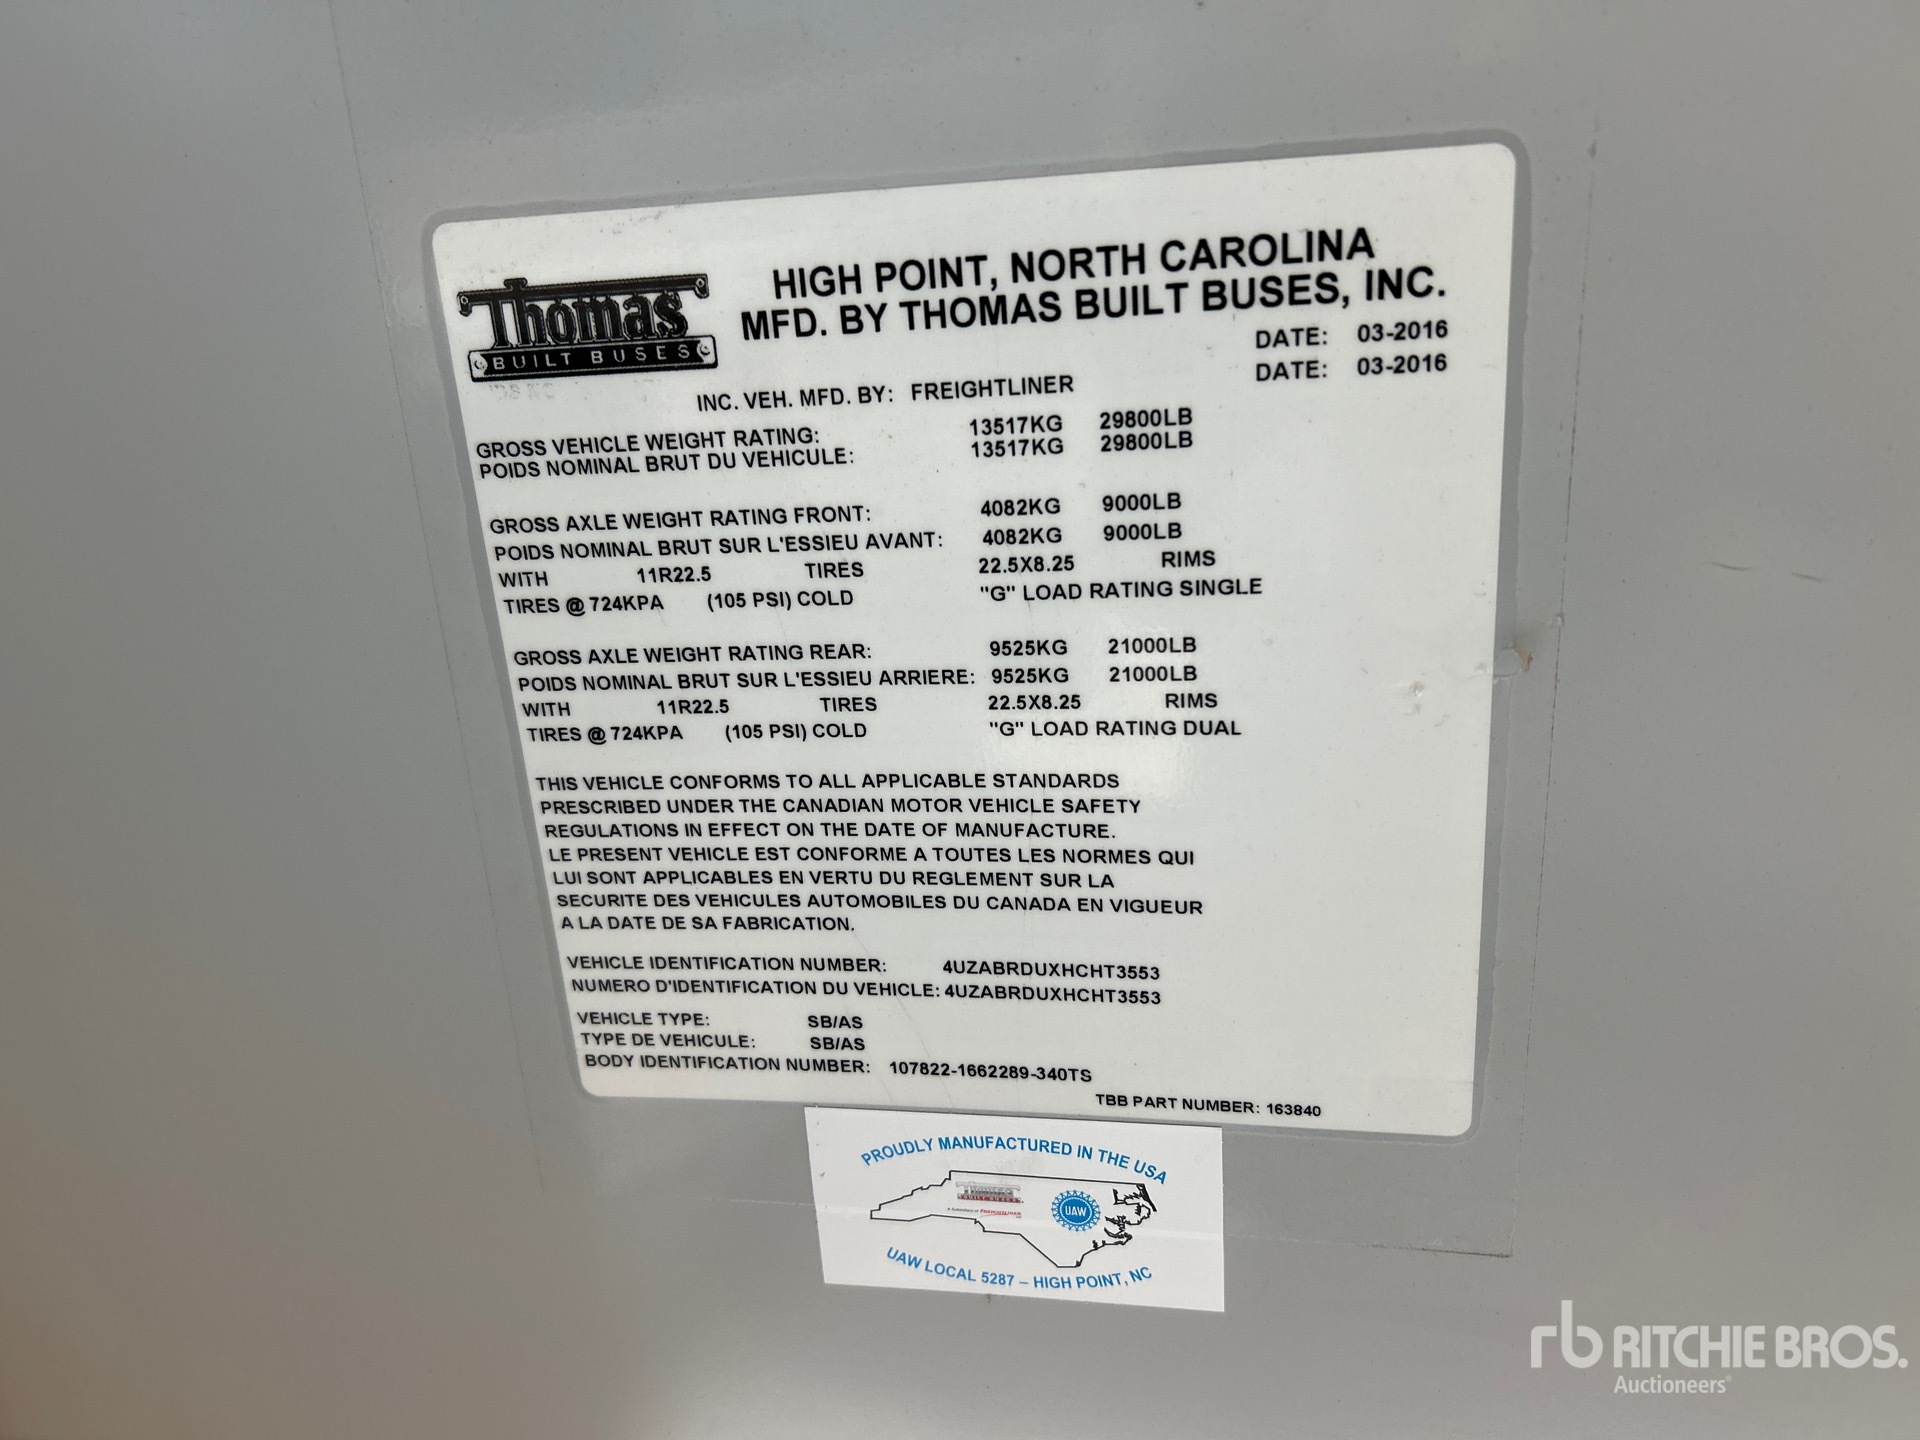 Thomas
BUILT BUSES
HIGH POINT, NORTH CAROLINA
MFD. BY THOMAS BUILT BUSES, INC.
DATE: 03-2016
DATE: 03-2016
INC. VEH. MFD. BY: FREIGHTLINER
GROSS VEHICLE WEIGHT RATING: 13517KG 29800LB
POIDS NOMINAL BRUT DU VEHICULE: 13517KG 29800LB
GROSS AXLE WEIGHT RATING FRONT: 4082KG 9000LB
POIDS NOMINAL BRUT SUR L'ESSIEU AVANT: 4082KG 9000LB
WITH 11R22.5 TIRES 22.5X8.25 RIMS
TIRES @ 724KPA (105 PSI) COLD "G" LOAD RATING SINGLE
GROSS AXLE WEIGHT RATING REAR: 9525KG 21000LB
POIDS NOMINAL BRUT SUR L'ESSIEU ARRIERE: 9525KG 21000LB
WITH 11R22.5 TIRES 22.5X8.25 RIMS
TIRES @ 724KPA (105 PSI) COLD "G" LOAD RATING DUAL
THIS VEHICLE CONFORMS TO ALL APPLICABLE STANDARDS
PRESCRIBED UNDER THE CANADIAN MOTOR VEHICLE SAFETY
REGULATIONS IN EFFECT ON THE DATE OF MANUFACTURE.
LE PRESENT VEHICLE EST CONFORME A TOUTES LES NORMES QUI
LUI SONT APPLICABLES EN VERTU DU REGLEMENT SUR LA
SECURITE DES VEHICULES AUTOMOBILES DU CANADA EN VIGUEUR
A LA DATE DE SA FABRICATION.
VEHICLE IDENTIFICATION NUMBER: 4UZABRDUXHCHT3553
NUMERO D'IDENTIFICATION DU VEHICLE: 4UZABRDUXHCHT3553
VEHICLE TYPE: SB/AS
TYPE DE VEHICULE: SB/AS
BODY IDENTIFICATION NUMBER: 107822-1662289-340TS
TBB PART NUMBER: 163840
PROUDLY MANUFACTURED IN THE USA
THOMAS
BUILT BUSES
A Subsidiary of FREIGHTLINER
UAW
UAW LOCAL 5287 – HIGH POINT, NC
rb RITCHIE BROS.
Auctioneers